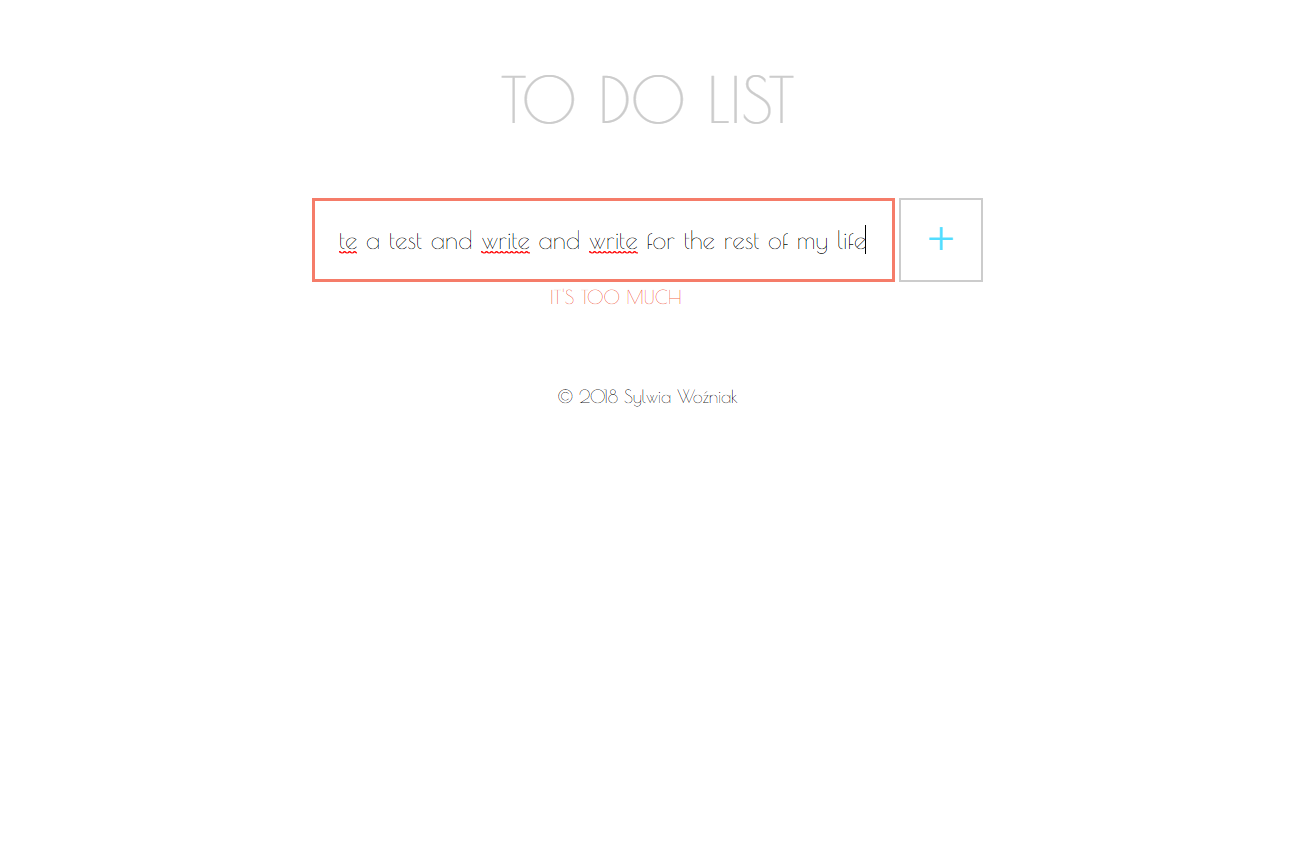 TO DO LIST
te a test and write and write for the rest of my life
+
IT'S TOO MUCH
© 2018 Sylwia Woźniak